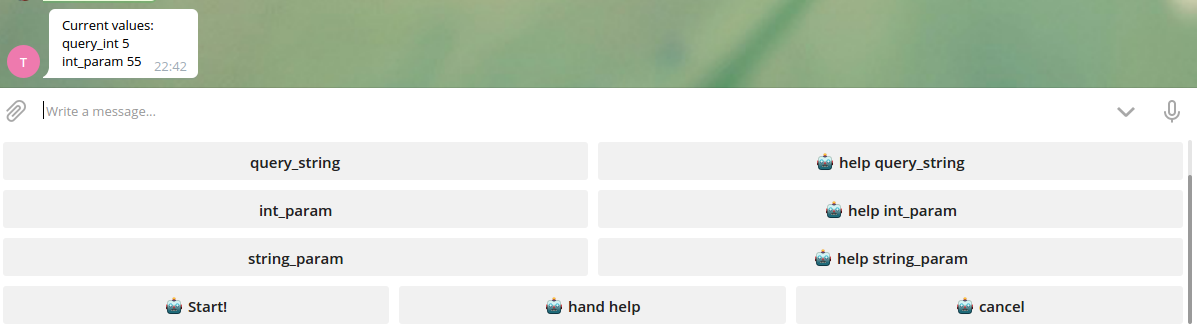 Current values:
query_int 5
int_param 55
22:42
T
Write a message...
query_string
help query_string
int_param
help int_param
string_param
help string_param
Start!
hand help
cancel